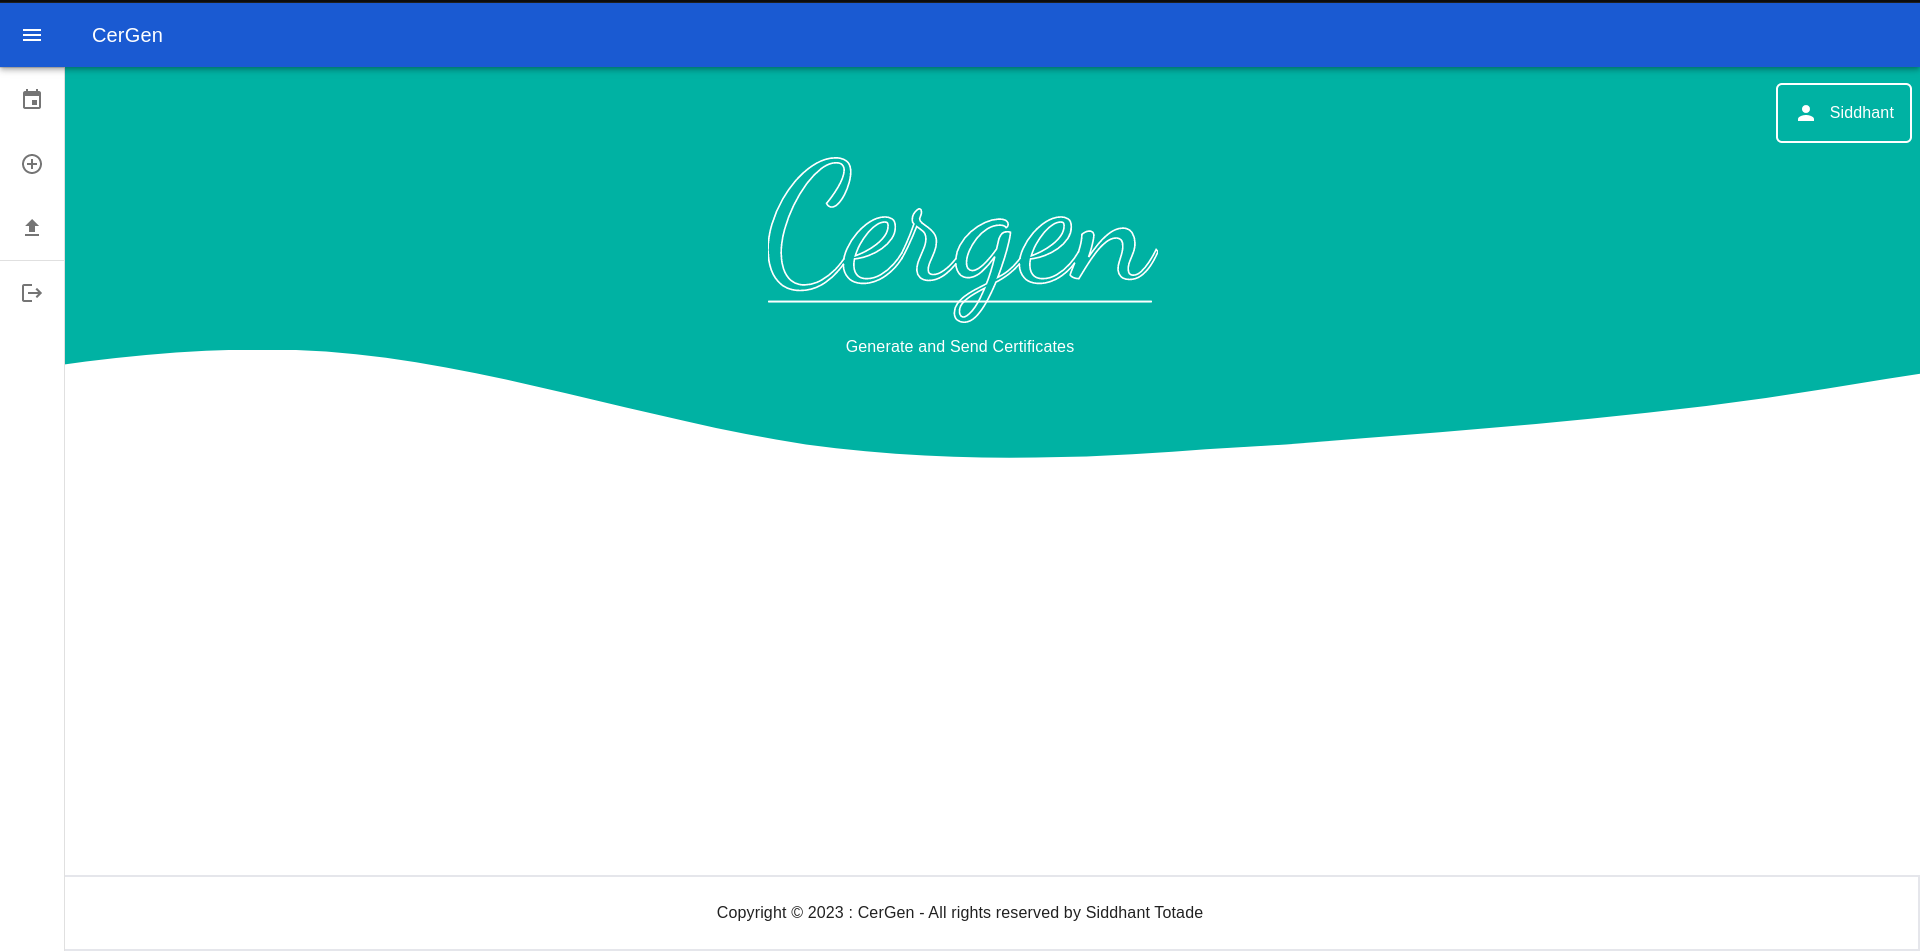 CerGen
Siddhant
Cergen
Generate and Send Certificates
Copyright © 2023 : CerGen - All rights reserved by Siddhant Totade